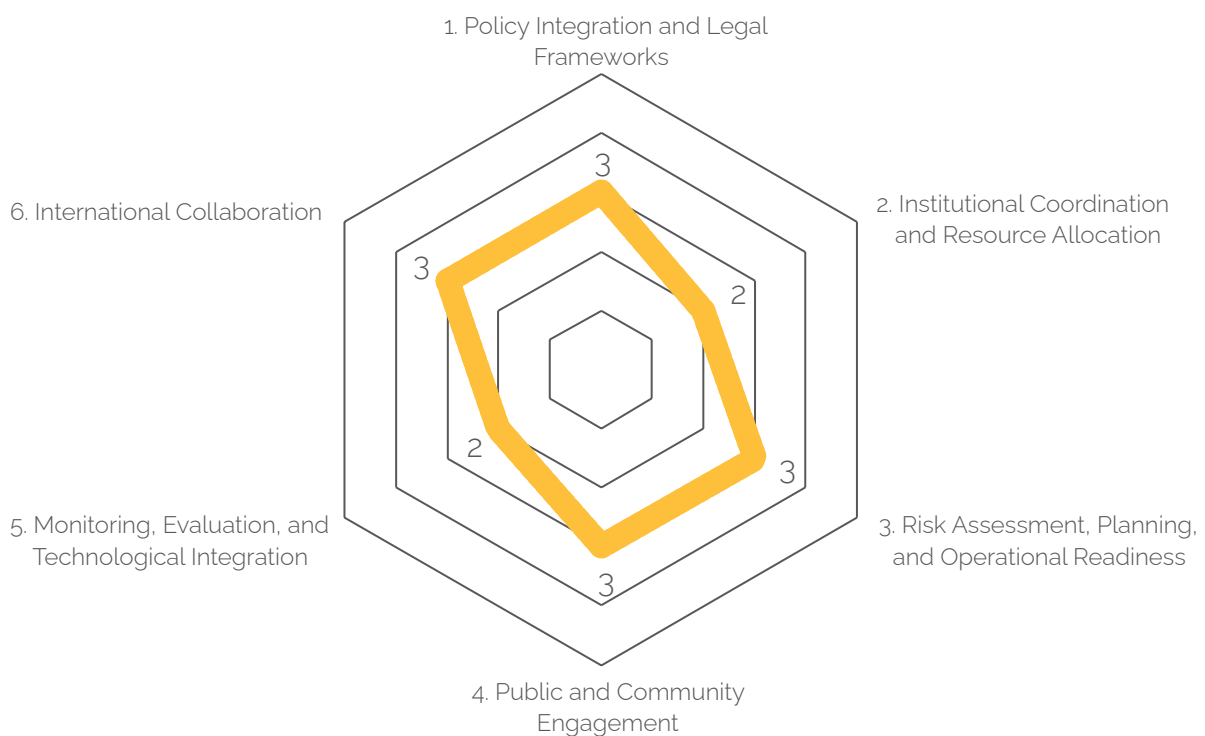 1. Policy Integration and Legal
Frameworks
3
6. International Collaboration
2. Institutional Coordination
and Resource Allocation
3
2
2
3
5. Monitoring, Evaluation, and
Technological Integration
3. Risk Assessment, Planning,
and Operational Readiness
3
4. Public and Community
Engagement